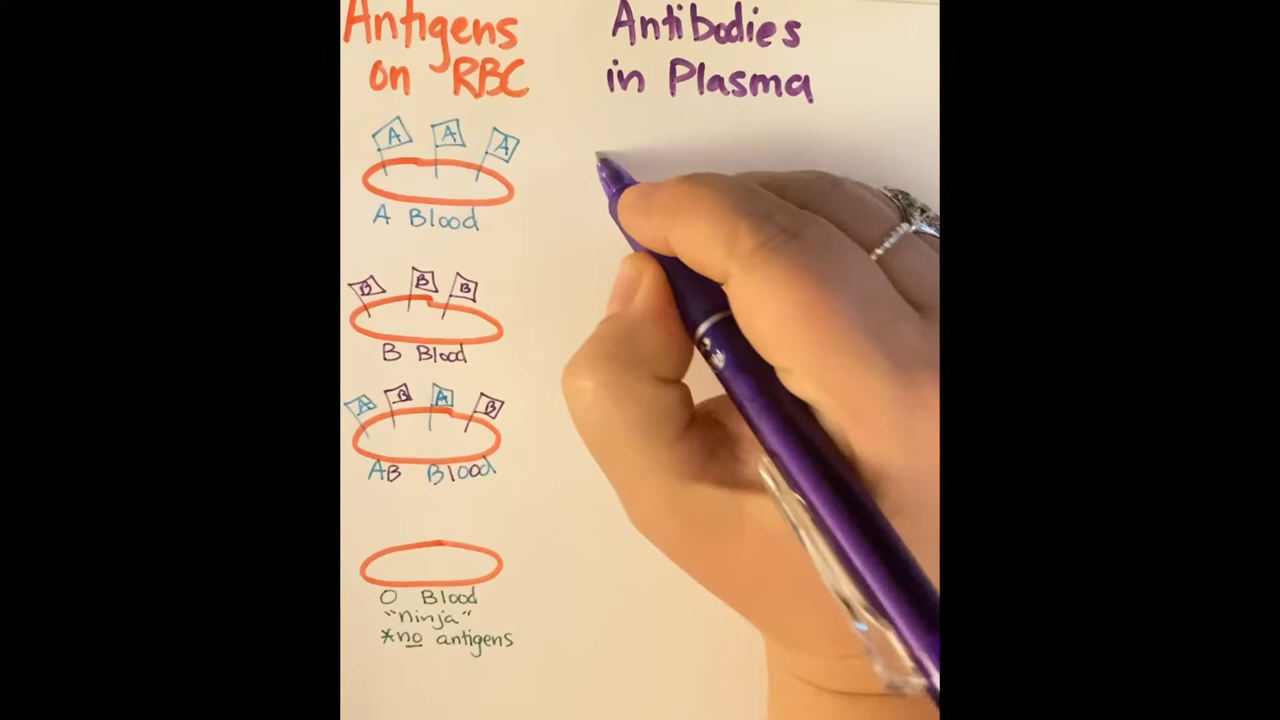 Antigens
on RBC
Antibodies
in Plasma
A A A
A Blood
B B B
B Blood
A B A B
AB Blood
O Blood
"ninja"
*no antigens